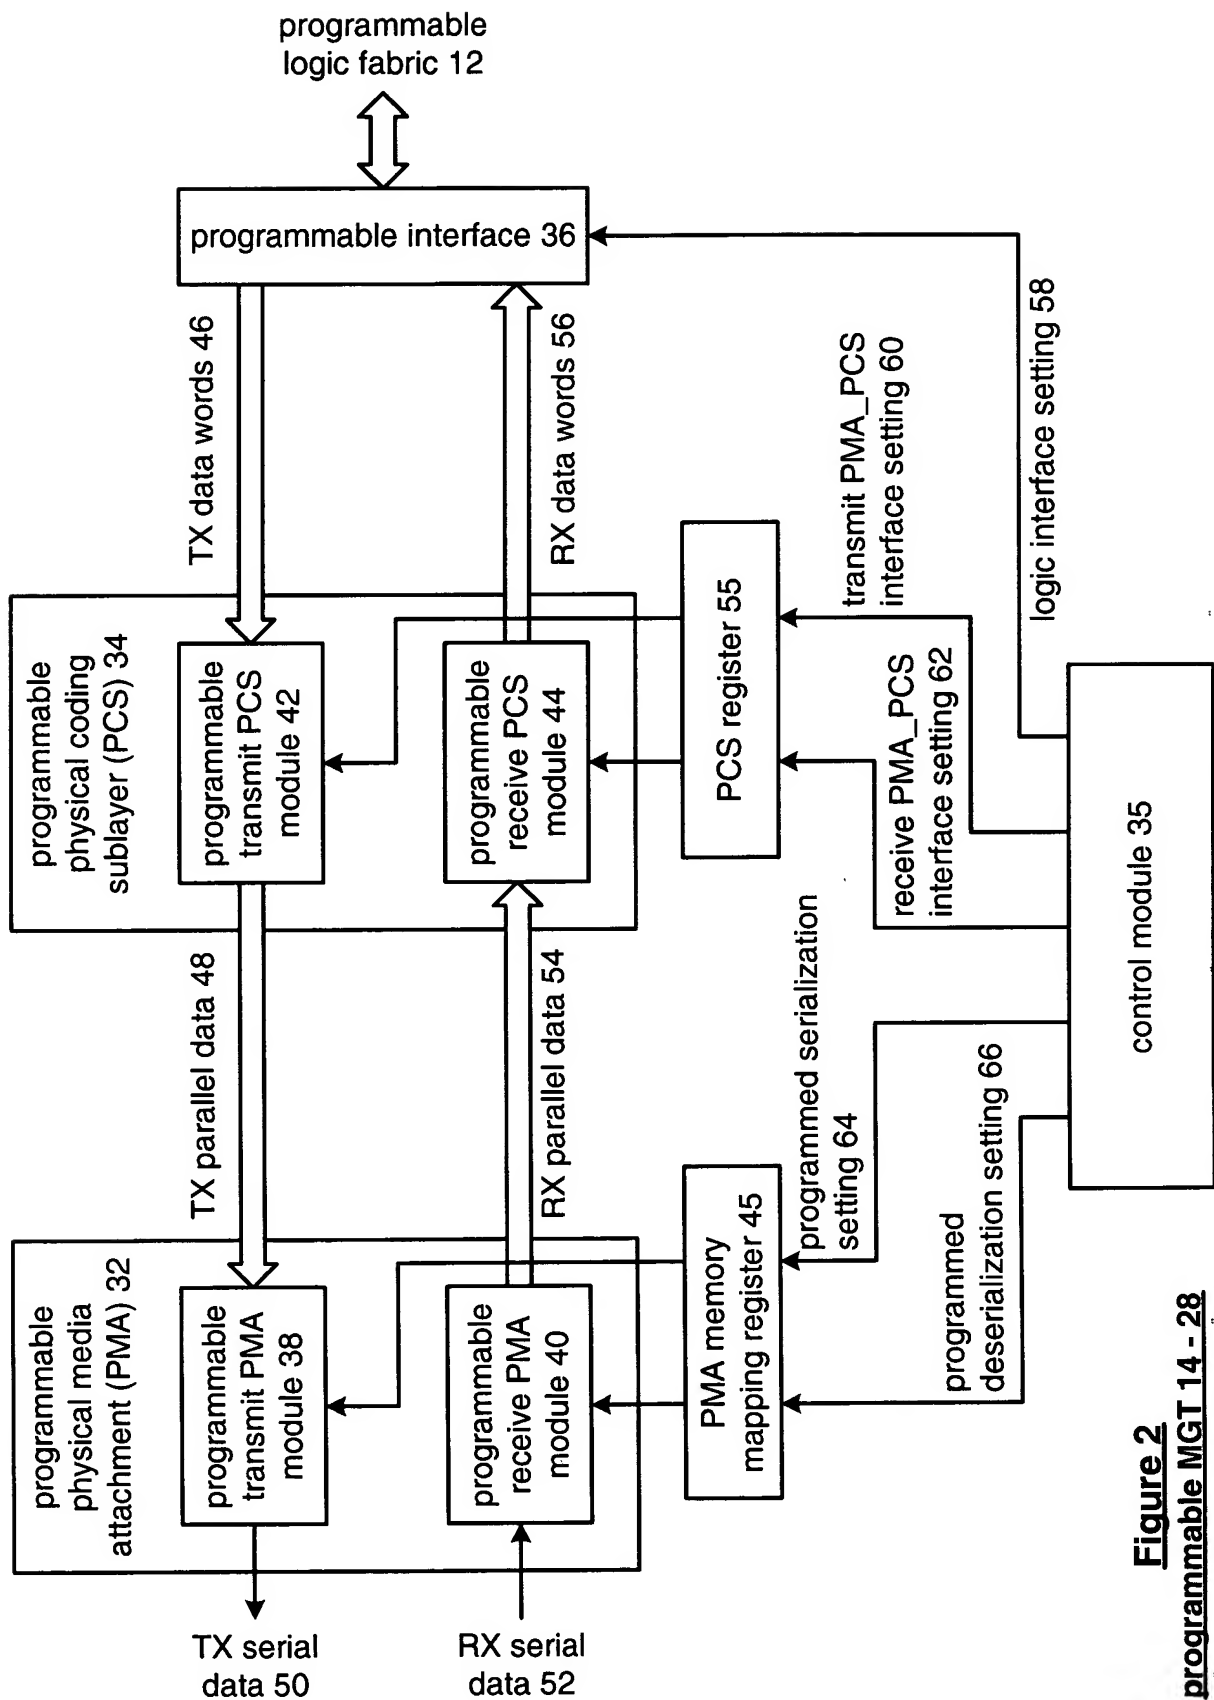 programmable
logic fabric 12
programmable interface 36
TX data words 46
RX data words 56
programmable
physical coding
sublayer (PCS) 34
programmable
transmit PCS
module 42
programmable
receive PCS
module 44
PCS register 55
transmit PMA_PCS
interface setting 60
receive PMA_PCS
interface setting 62
logic interface setting 58
TX parallel data 48
RX parallel data 54
programmable
physical media
attachment (PMA) 32
programmable
transmit PMA
module 38
programmable
receive PMA
module 40
PMA memory
mapping register 45
programmed serialization
setting 64
programmed
deserialization setting 66
control module 35
TX serial
data 50
RX serial
data 52
Figure 2
programmable MGT 14 - 28